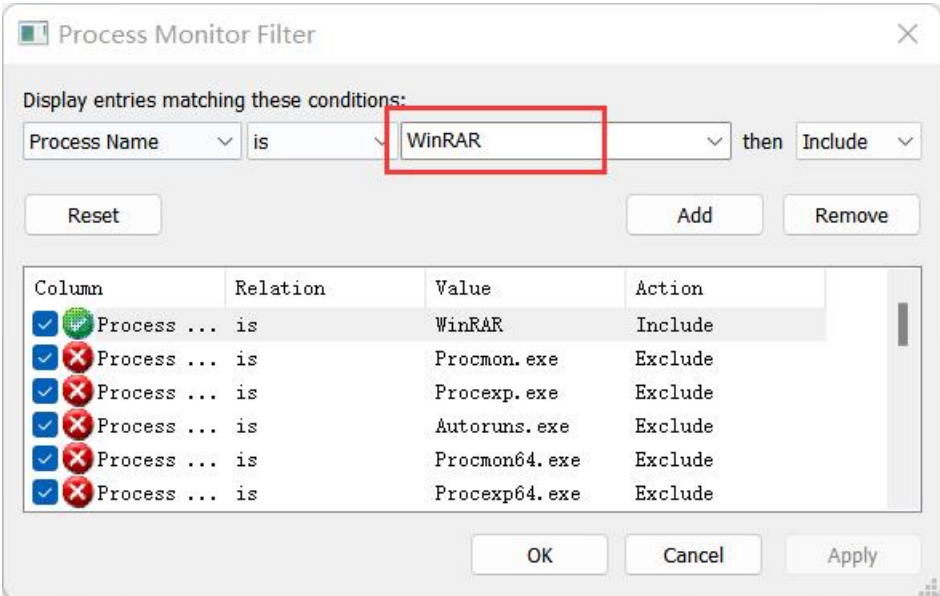 Process Monitor Filter
Display entries matching these conditions:
Process Name is WinRAR then Include
Reset Add Remove
Column Relation Value Action
Process ... is WinRAR Include
Process ... is Procmon.exe Exclude
Process ... is Procexp.exe Exclude
Process ... is Autoruns.exe Exclude
Process ... is Procmon64.exe Exclude
Process ... is Procexp64.exe Exclude
OK Cancel Apply